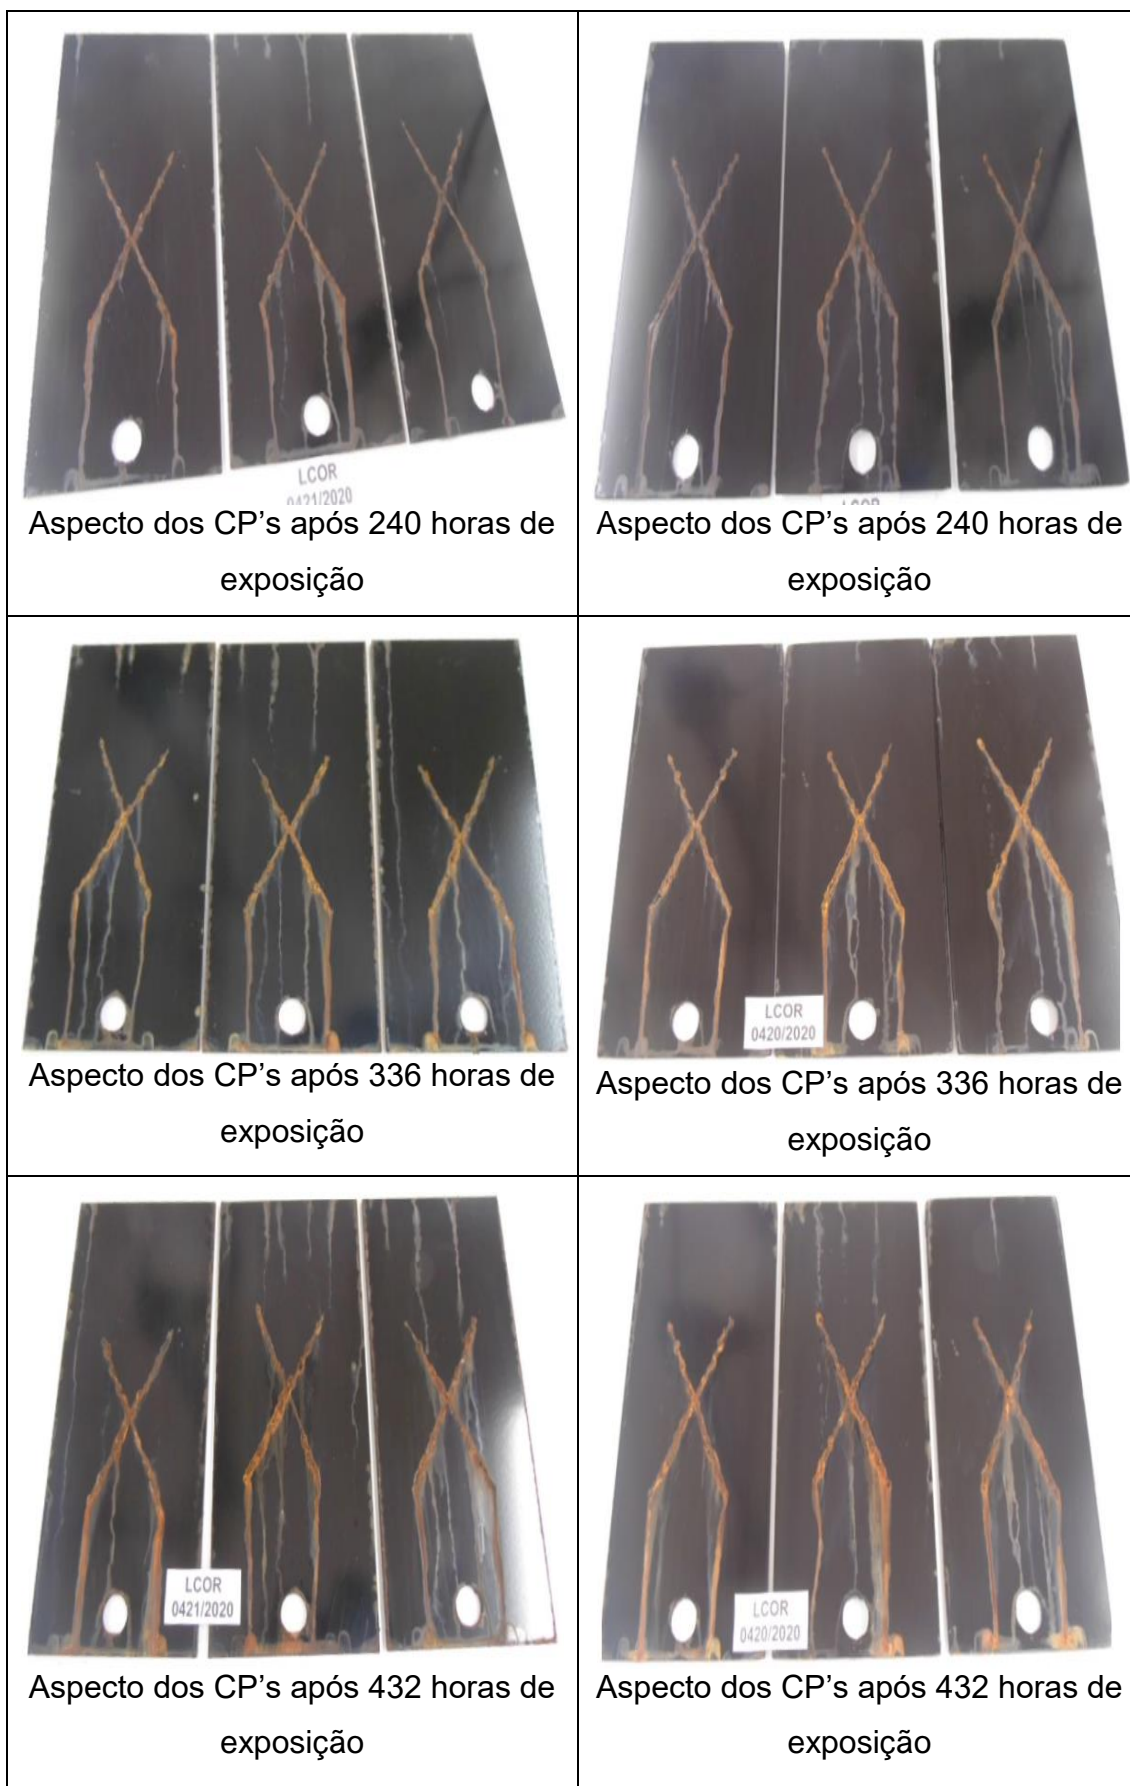 LCOR
0421/2020
Aspecto dos CP’s após 240 horas de
exposição
LCOR
Aspecto dos CP’s após 240 horas de
exposição
Aspecto dos CP’s após 336 horas de
exposição
LCOR
0420/2020
Aspecto dos CP’s após 336 horas de
exposição
LCOR
0421/2020
Aspecto dos CP’s após 432 horas de
exposição
LCOR
0420/2020
Aspecto dos CP’s após 432 horas de
exposição